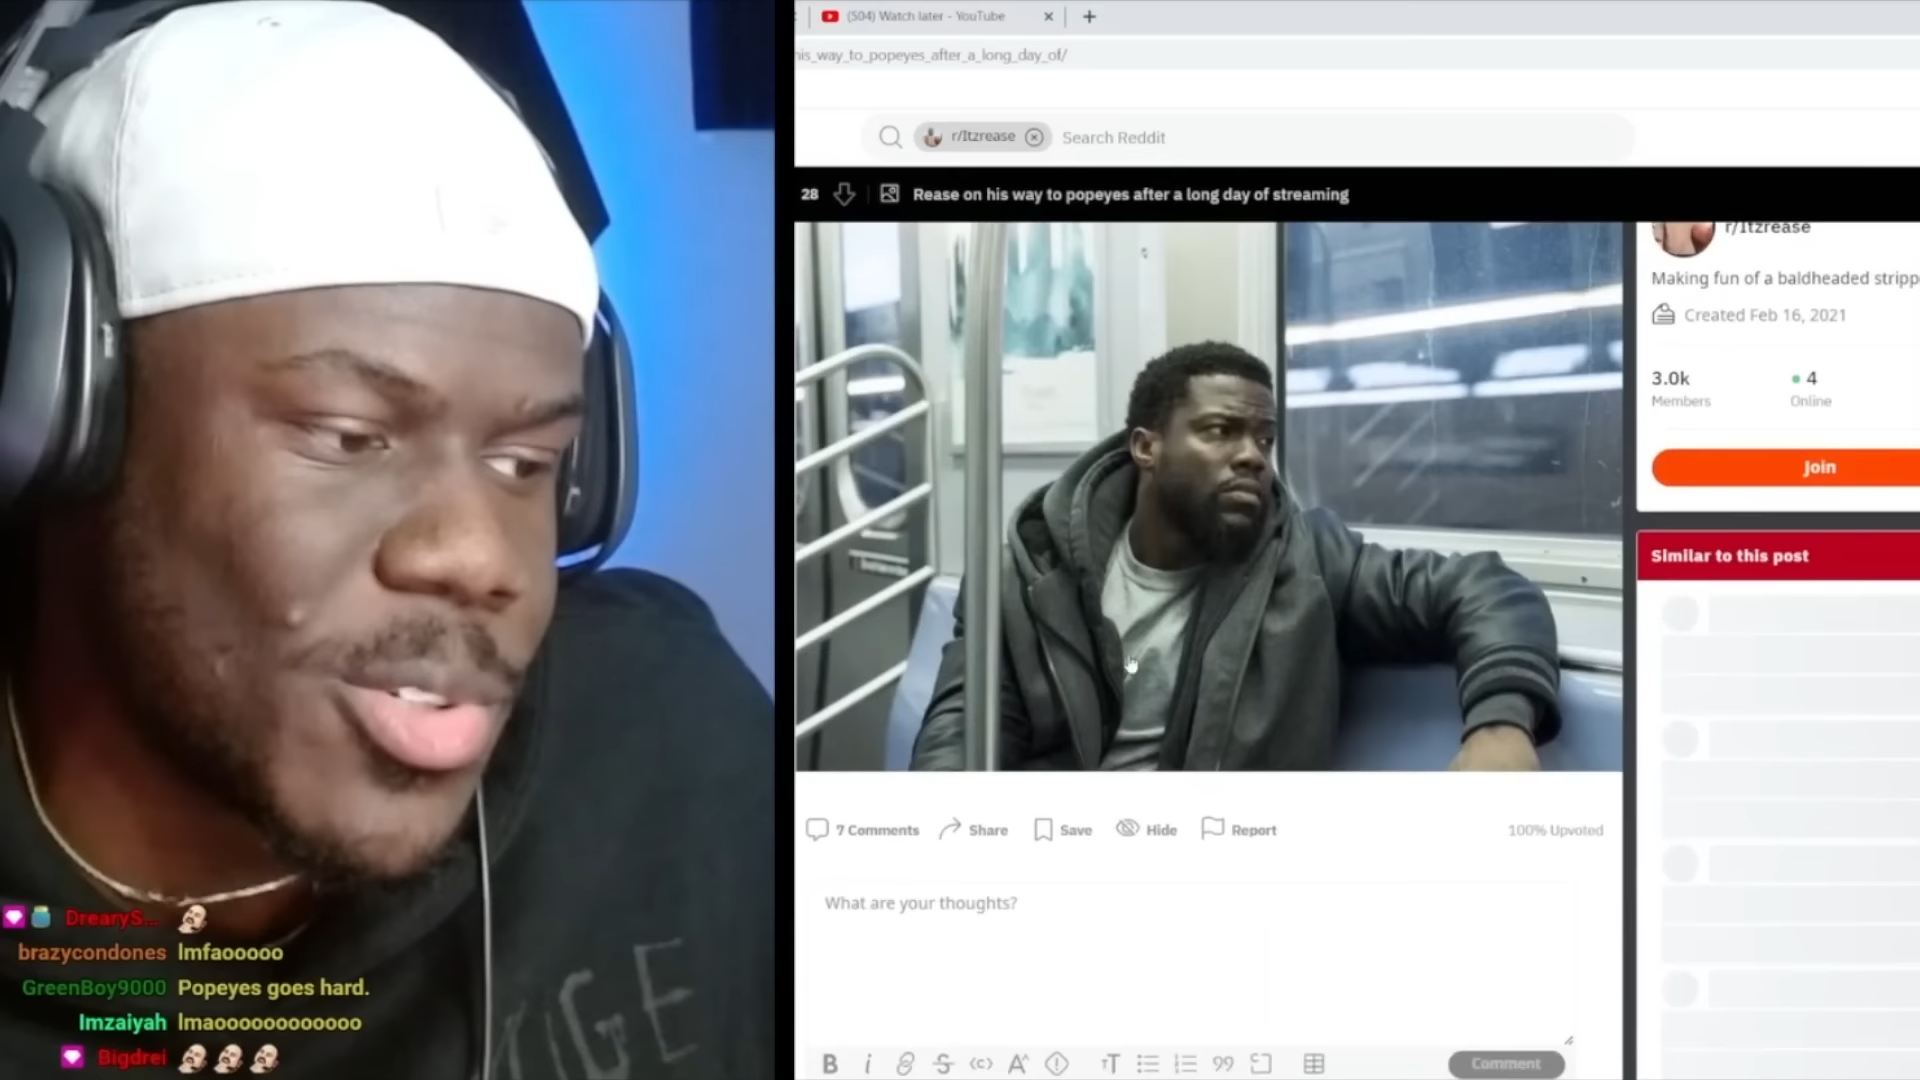 (504) Watch later - YouTube
his_way_to_popeyes_after_a_long_day_of/
r/Itzrease
Search Reddit
28
Rease on his way to popeyes after a long day of streaming
r/Itzrease
Making fun of a baldheaded stripp
Created Feb 16, 2021
3.0k
4
Members
Online
Join
Similar to this post
7 Comments
Share
Save
Hide
Report
100% Upvoted
What are your thoughts?
Comment
DrearyS...
brazycondones lmfaooooo
GreenBoy9000 Popeyes goes hard.
Imzaiyah lmaoooooooooooo
Bigdrei